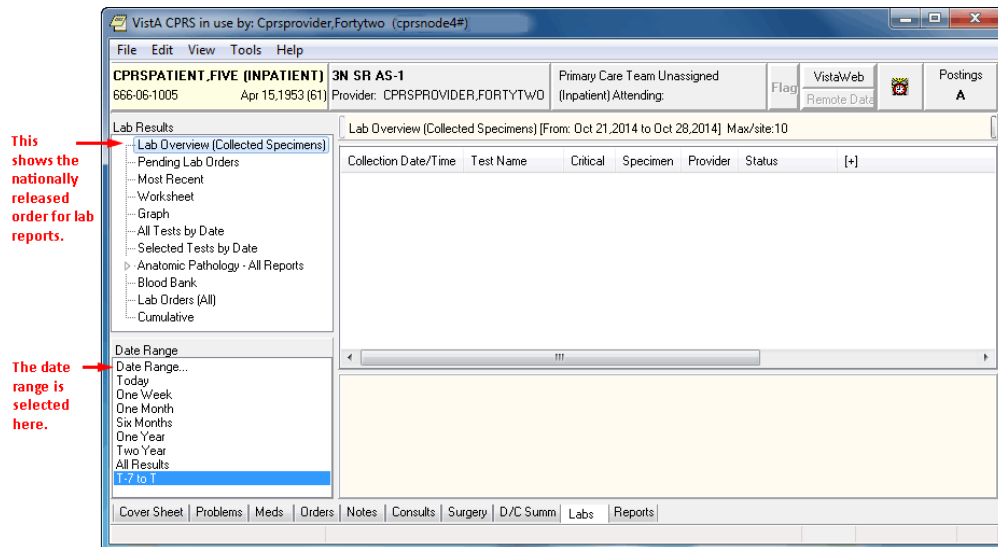 VistA CPRS in use by: Cprsprovider,Fortytwo (cprsnode4#)
File Edit View Tools Help
CPRSPATIENT,FIVE (INPATIENT) 3N SR AS-1 Primary Care Team Unassigned Flag VistaWeb Postings
666-06-1005 Apr 15,1953 (61) Provider: CPRSPROVIDER,FORTYTWO (Inpatient) Attending: Remote Data A
Lab Results
Lab Overview (Collected Specimens) [From: Oct 21,2014 to Oct 28,2014] Max/site:10
Lab Overview (Collected Specimens)
Pending Lab Orders
Most Recent
Worksheet
Graph
All Tests by Date
Selected Tests by Date
Anatomic Pathology - All Reports
Blood Bank
Lab Orders (All)
Cumulative
Collection Date/Time Test Name Critical Specimen Provider Status [+]
This
shows the
nationally
released
order for lab
reports.
Date Range
Date Range...
Today
One Week
One Month
Six Months
One Year
Two Year
All Results
T-7 to T
The date
range is
selected
here.
Cover Sheet Problems Meds Orders Notes Consults Surgery D/C Summ Labs Reports